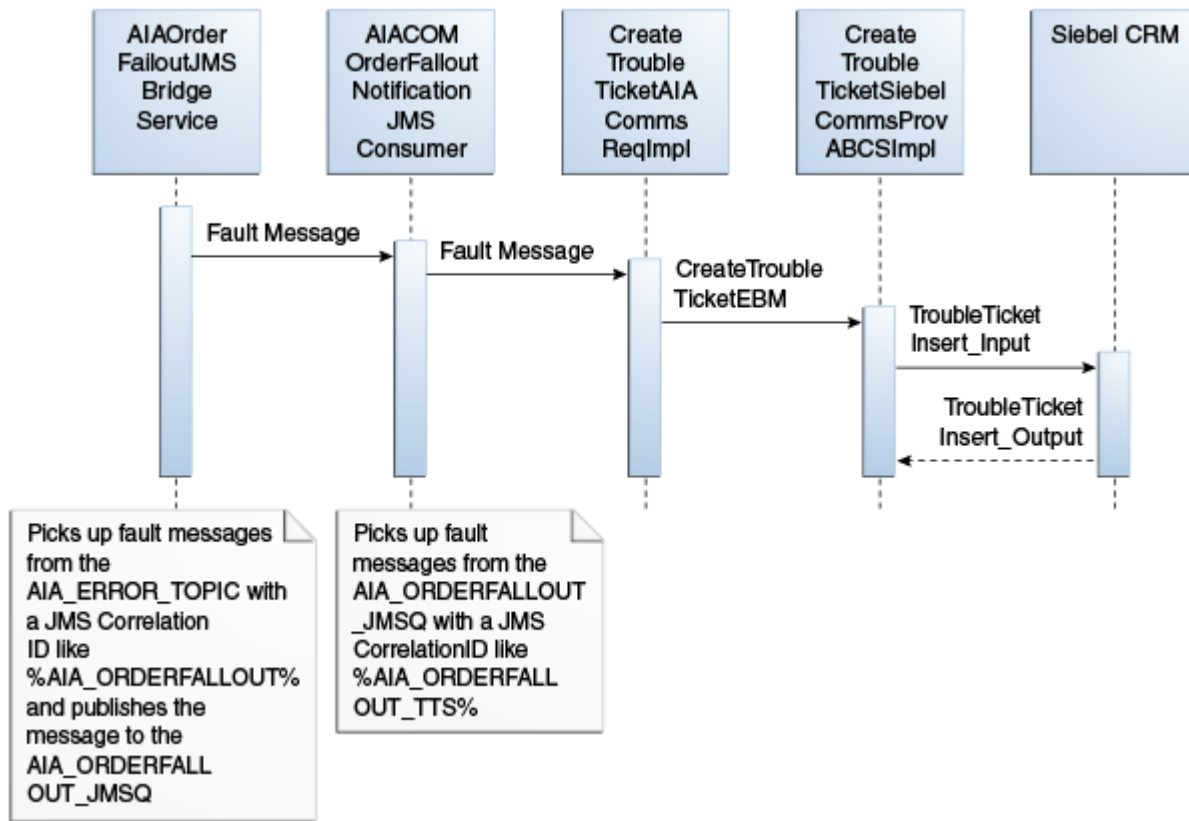 AIAOrder
FailoutJMS
Bridge
Service
AIACOM
OrderFallout
Notification
JMS
Consumer
Create
Trouble
TicketAIA
Comms
ReqImpl
Create
Trouble
TicketSiebel
CommsProv
ABCSImpl
Siebel CRM
Fault Message
Fault Message
CreateTrouble
TicketEBM
TroubleTicket
Insert_Input
TroubleTicket
Insert_Output
Picks up fault messages
from the
AIA_ERROR_TOPIC with
a JMS Correlation
ID like
%AIA_ORDERFALLOUT%
and publishes the
message to the
AIA_ORDERFALL
OUT_JMSQ
Picks up fault
messages from the
AIA_ORDERFALLOUT
_JMSQ with a JMS
CorrelationID like
%AIA_ORDERFALL
OUT_TTS%